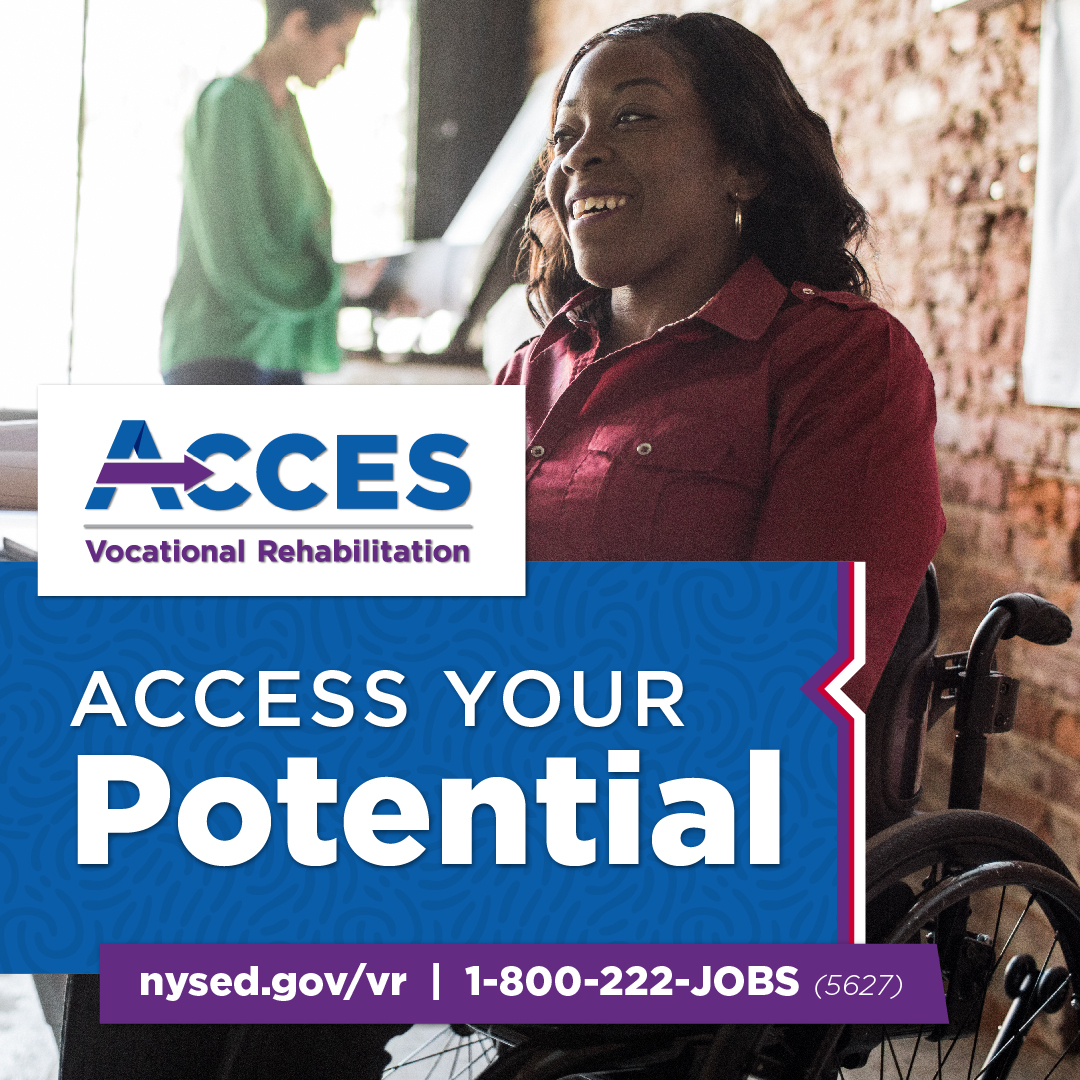 ACCES
Vocational Rehabilitation
ACCESS YOUR
Potential
nysed.gov/vr | 1-800-222-JOBS (5627)